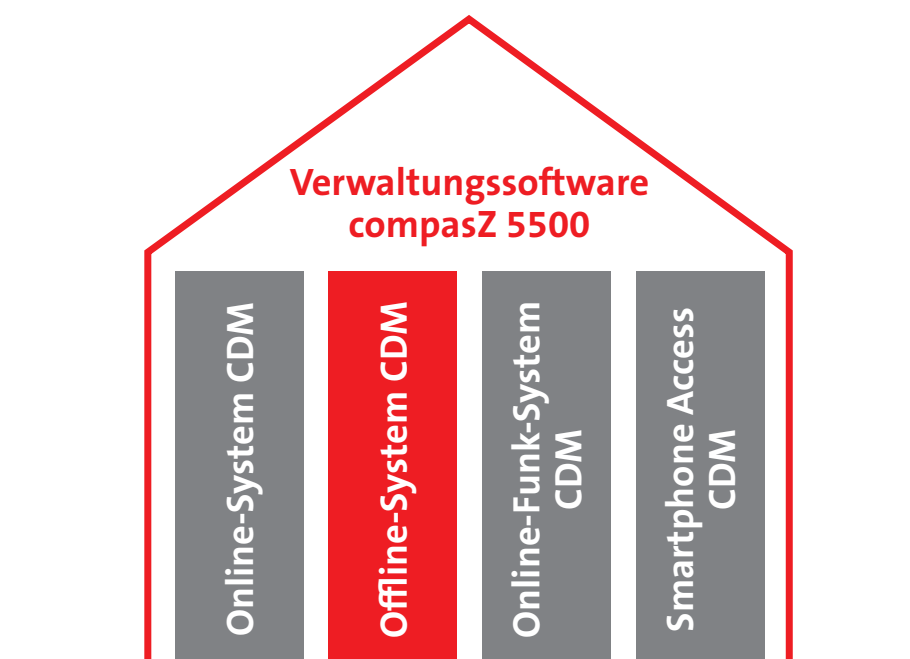 Verwaltungssoftware
compasZ 5500
Online-System CDM
Offline-System CDM
Online-Funk-System
CDM
Smartphone Access
CDM